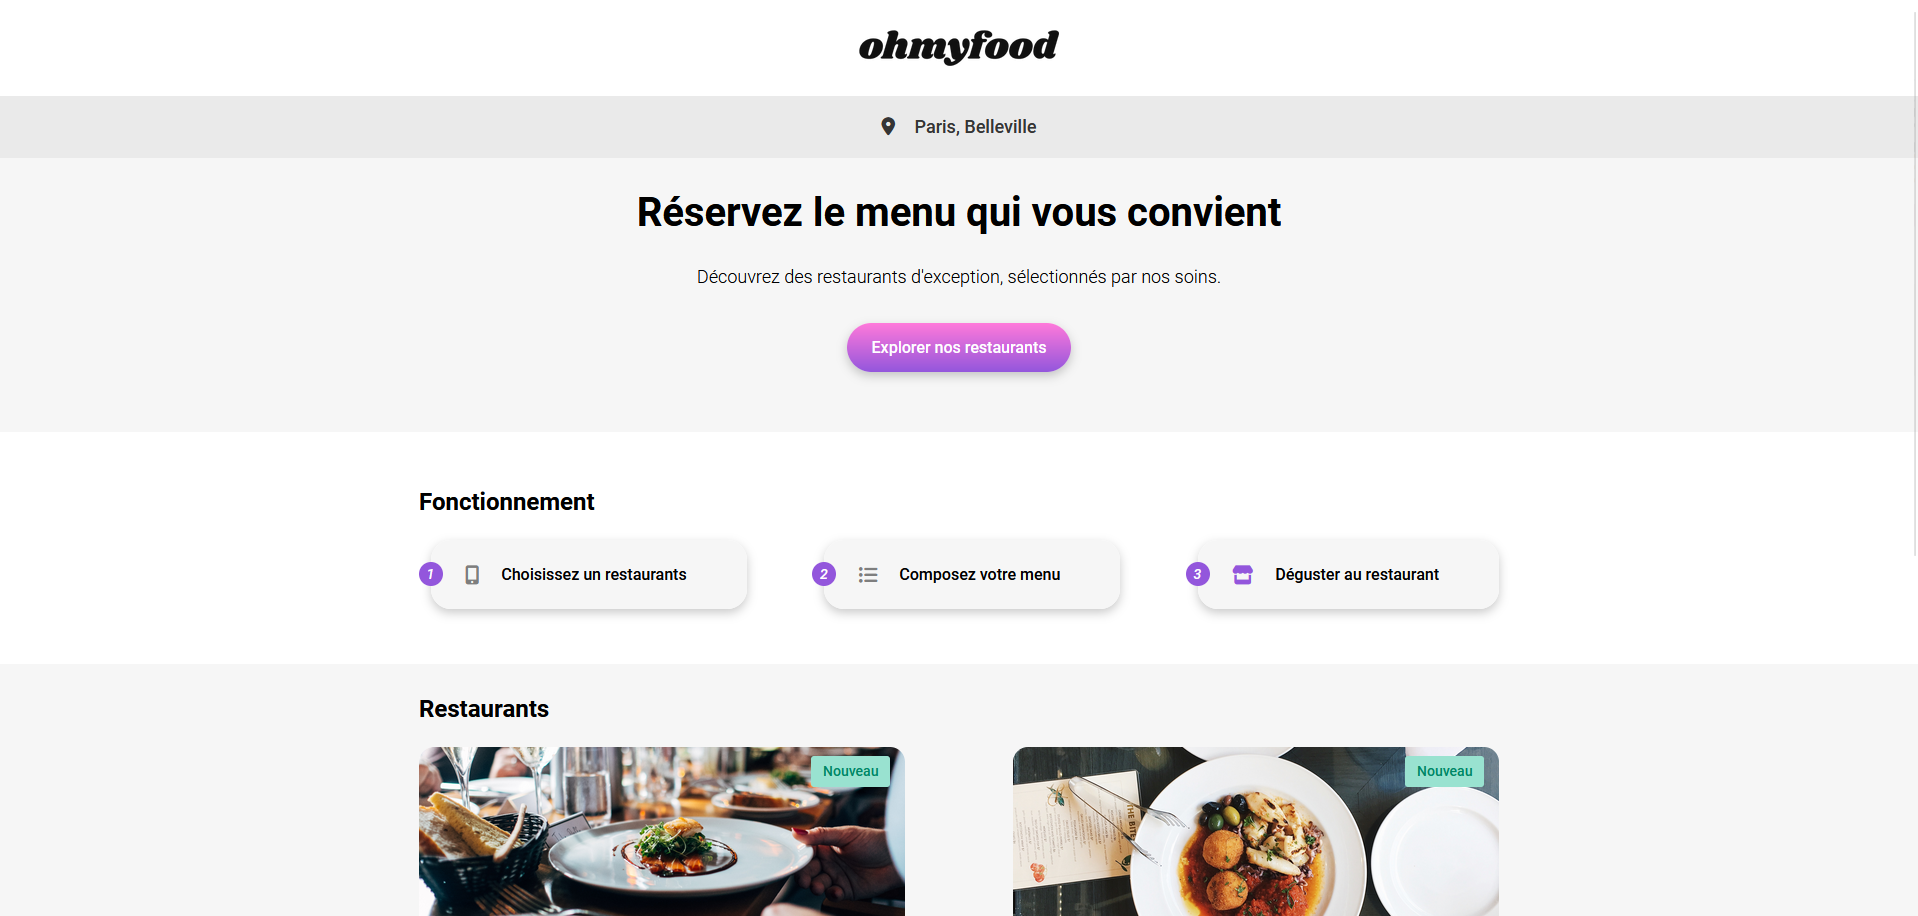 ohmyfood
Paris, Belleville
Réservez le menu qui vous convient
Découvrez des restaurants d'exception, sélectionnés par nos soins.
Explorer nos restaurants
Fonctionnement
1 Choisissez un restaurants
2 Composez votre menu
3 Déguster au restaurant
Restaurants
Nouveau
Nouveau